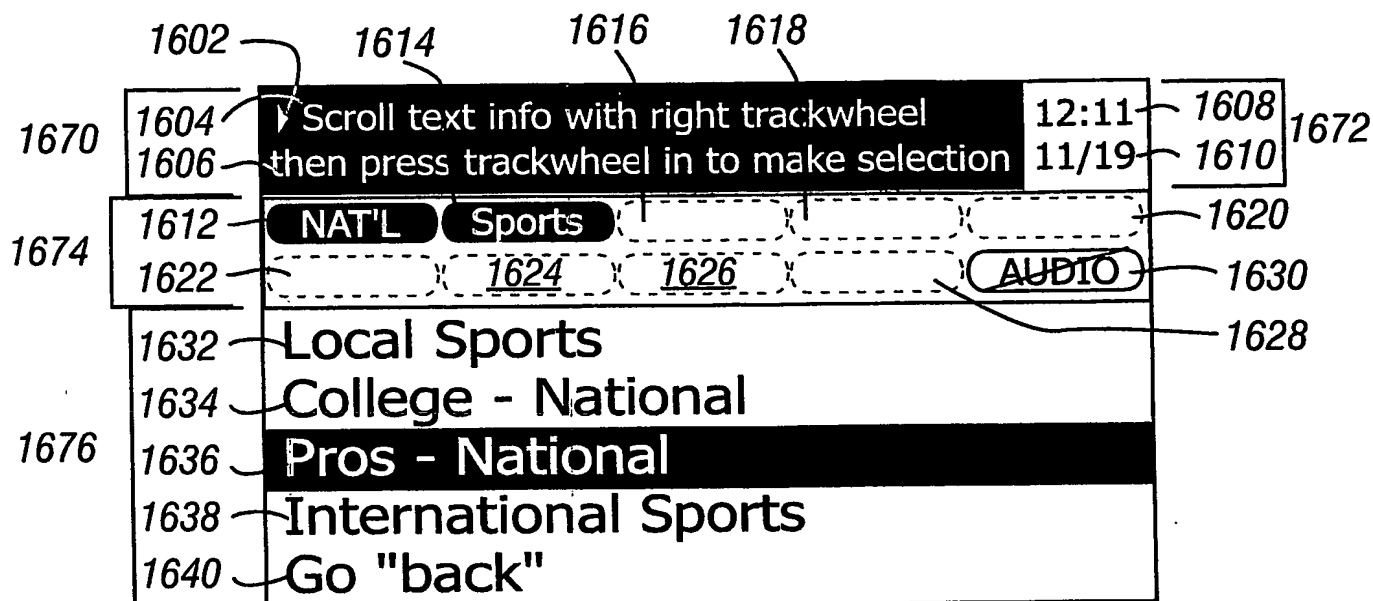 1602 1614 1616 1618
1670 1604 Scroll text info with right trackwheel 12:11 1608 1672
1606 then press trackwheel in to make selection 11/19 1610
1674 1612 NAT'L Sports 1620
1622 1624 1626 AUDIO 1630
1632 Local Sports 1628
1634 College - National
1676 1636 Pros - National
1638 International Sports
1640 Go "back"